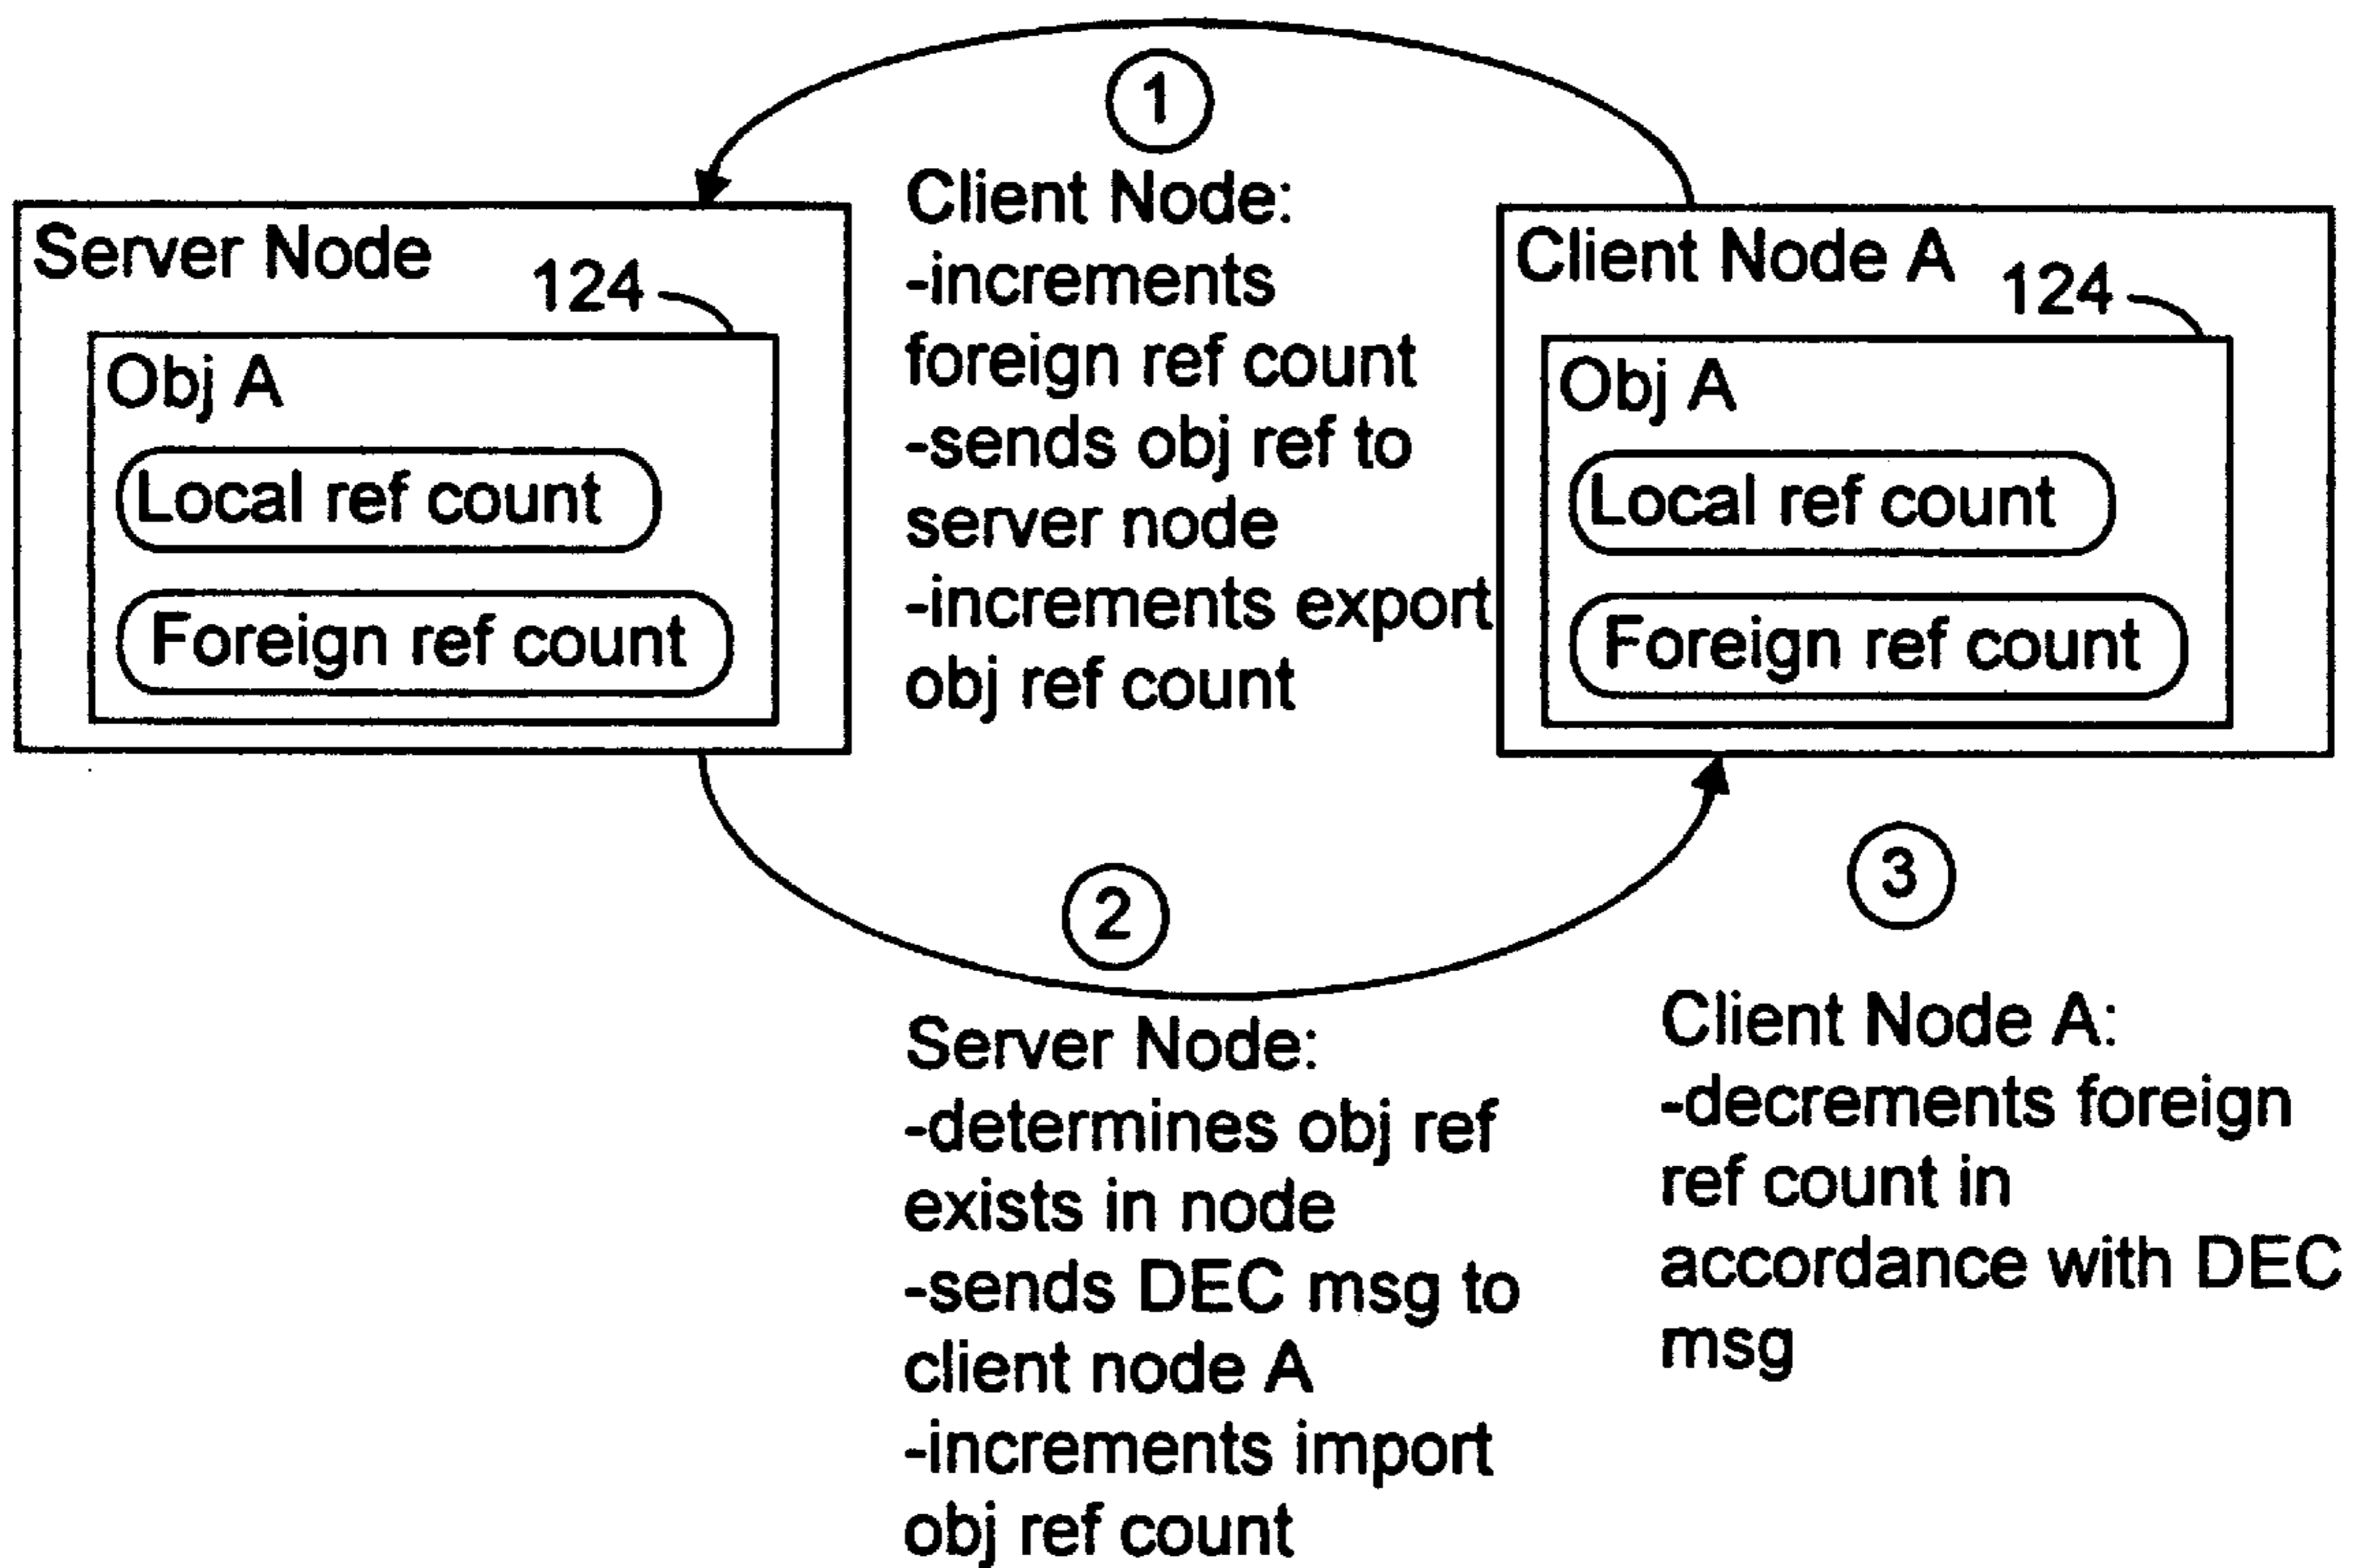 1
Client Node:
-increments
foreign ref count
-sends obj ref to
server node
-increments export
obj ref count
Server Node
124
Obj A
Local ref count
Foreign ref count
Client Node A
124
Obj A
Local ref count
Foreign ref count
2
Server Node:
-determines obj ref
exists in node
-sends DEC msg to
client node A
-increments import
obj ref count
3
Client Node A:
-decrements foreign
ref count in
accordance with DEC
msg